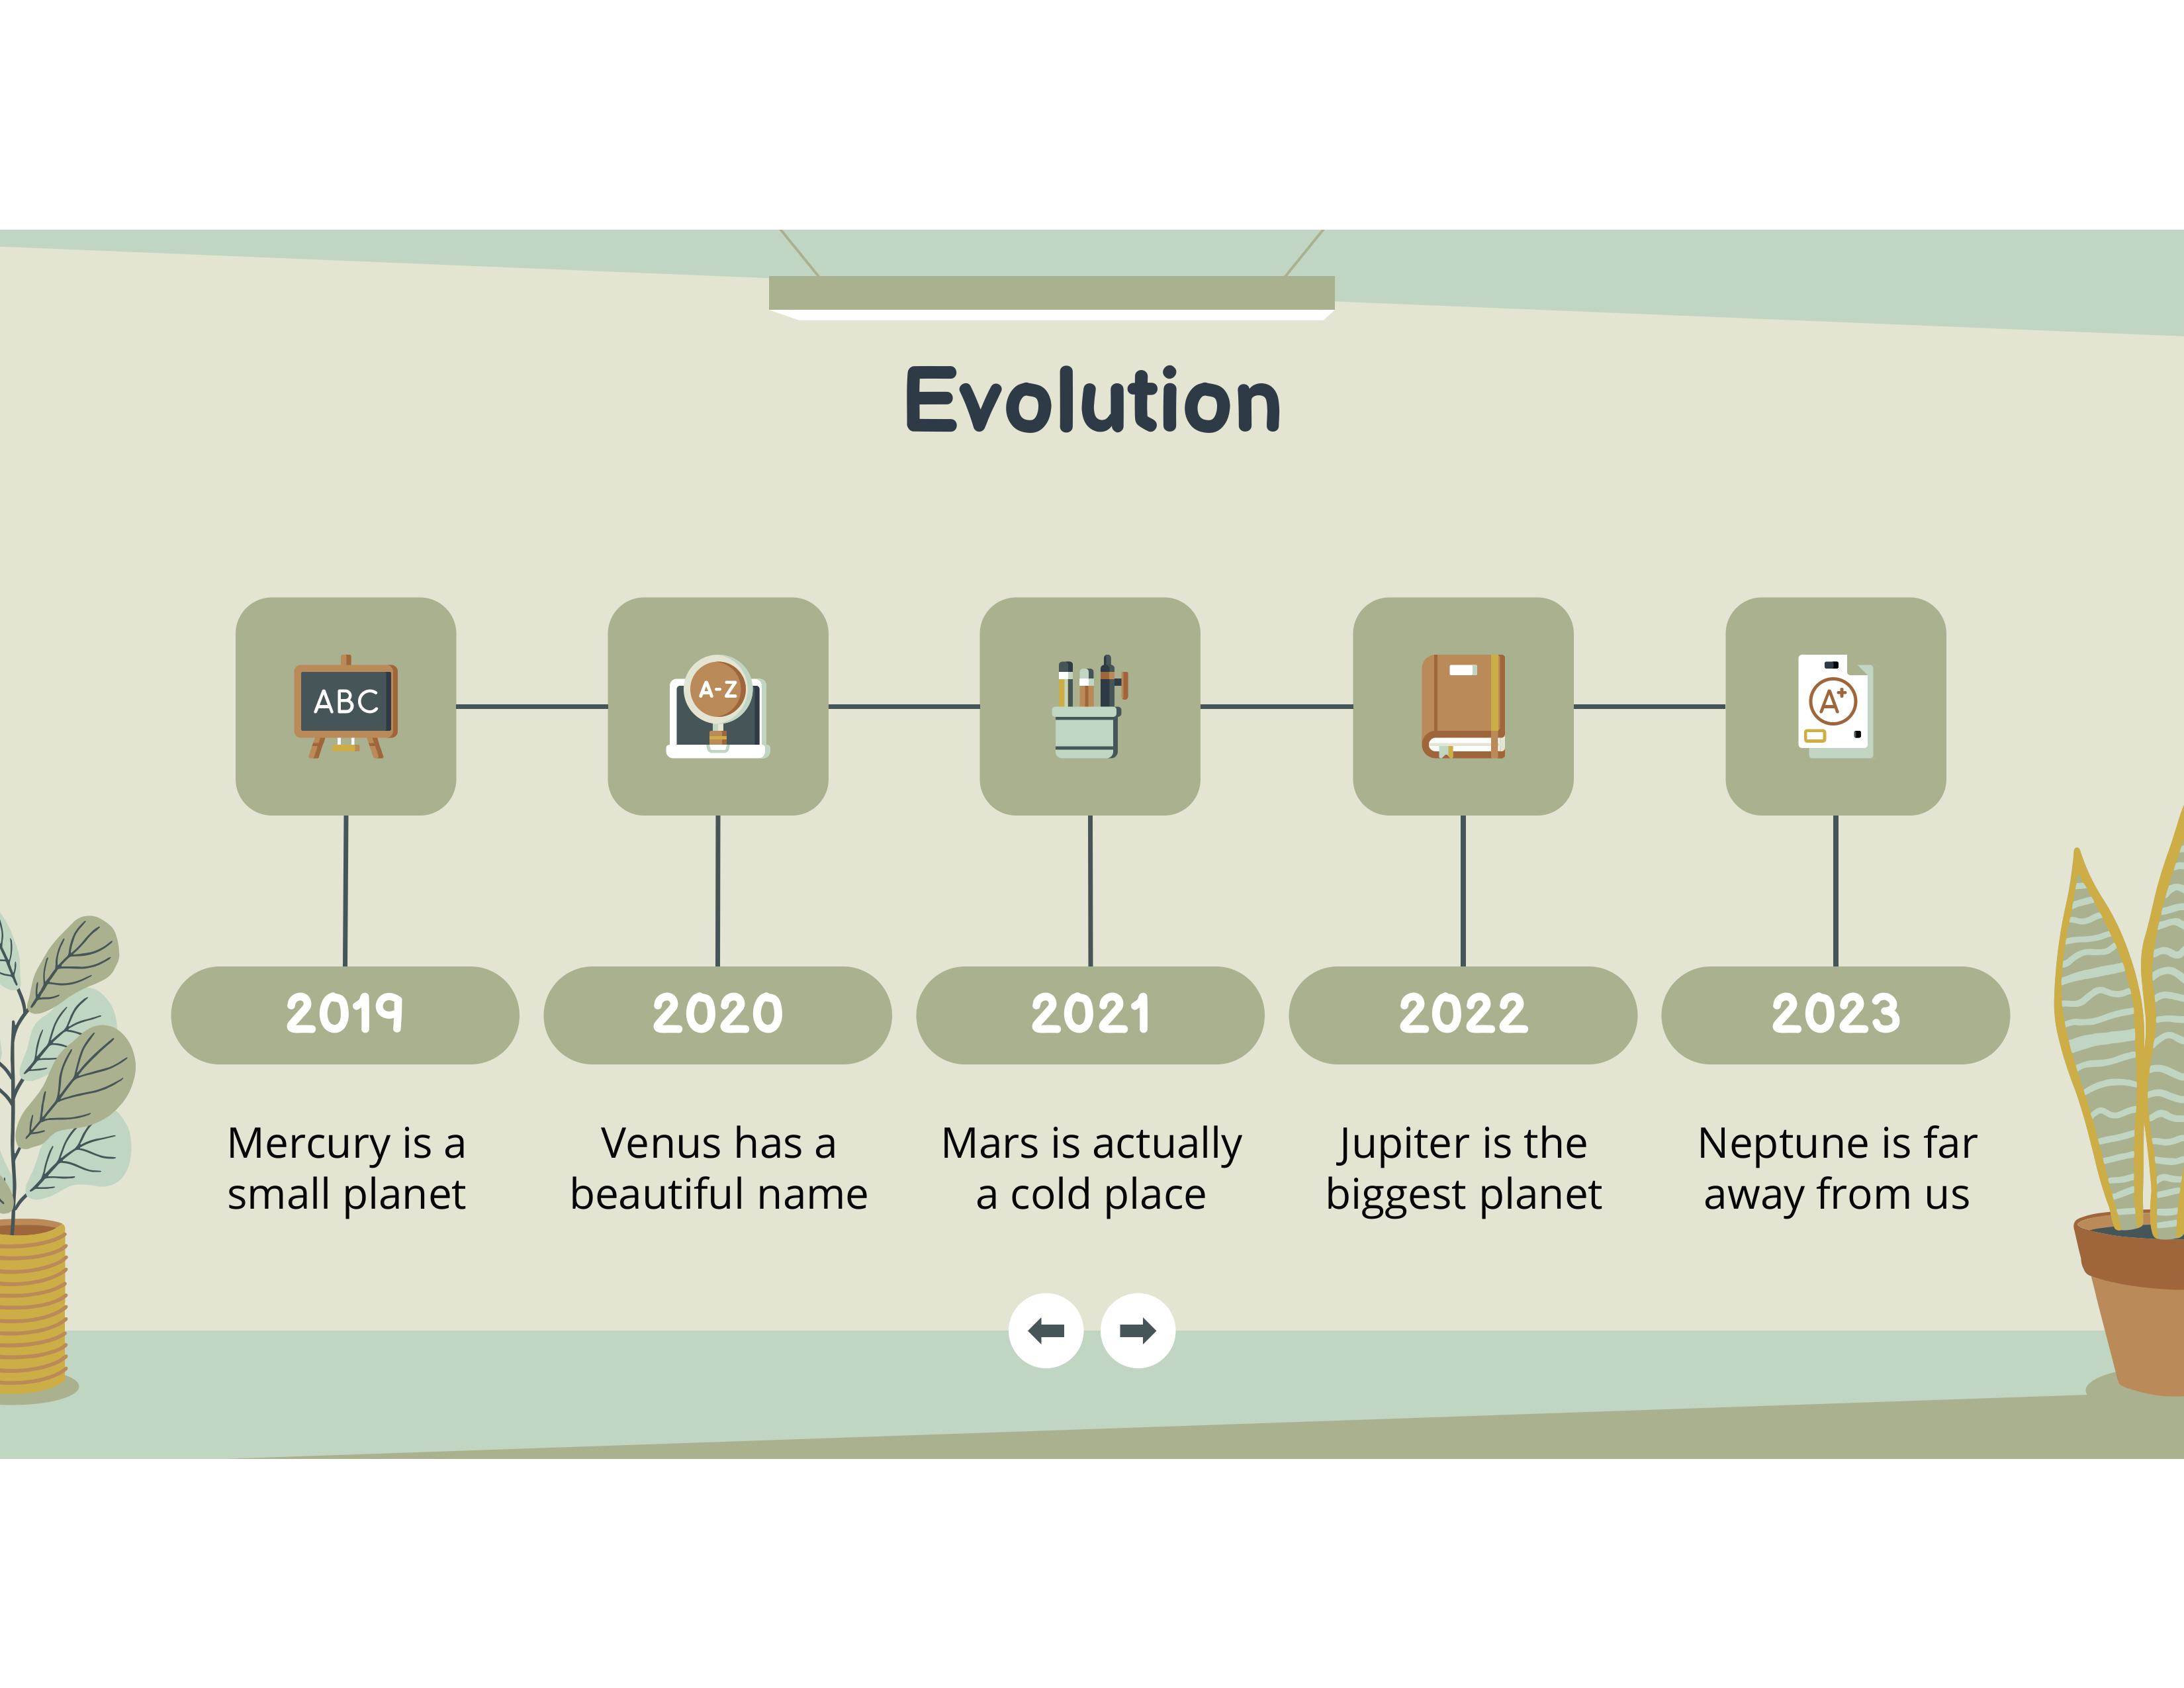 Evolution
ABC
A-Z
A+
2019
2020
2021
2022
2023
Mercury is a
small planet
Venus has a
beautiful name
Mars is actually
a cold place
Jupiter is the
biggest planet
Neptune is far
away from us